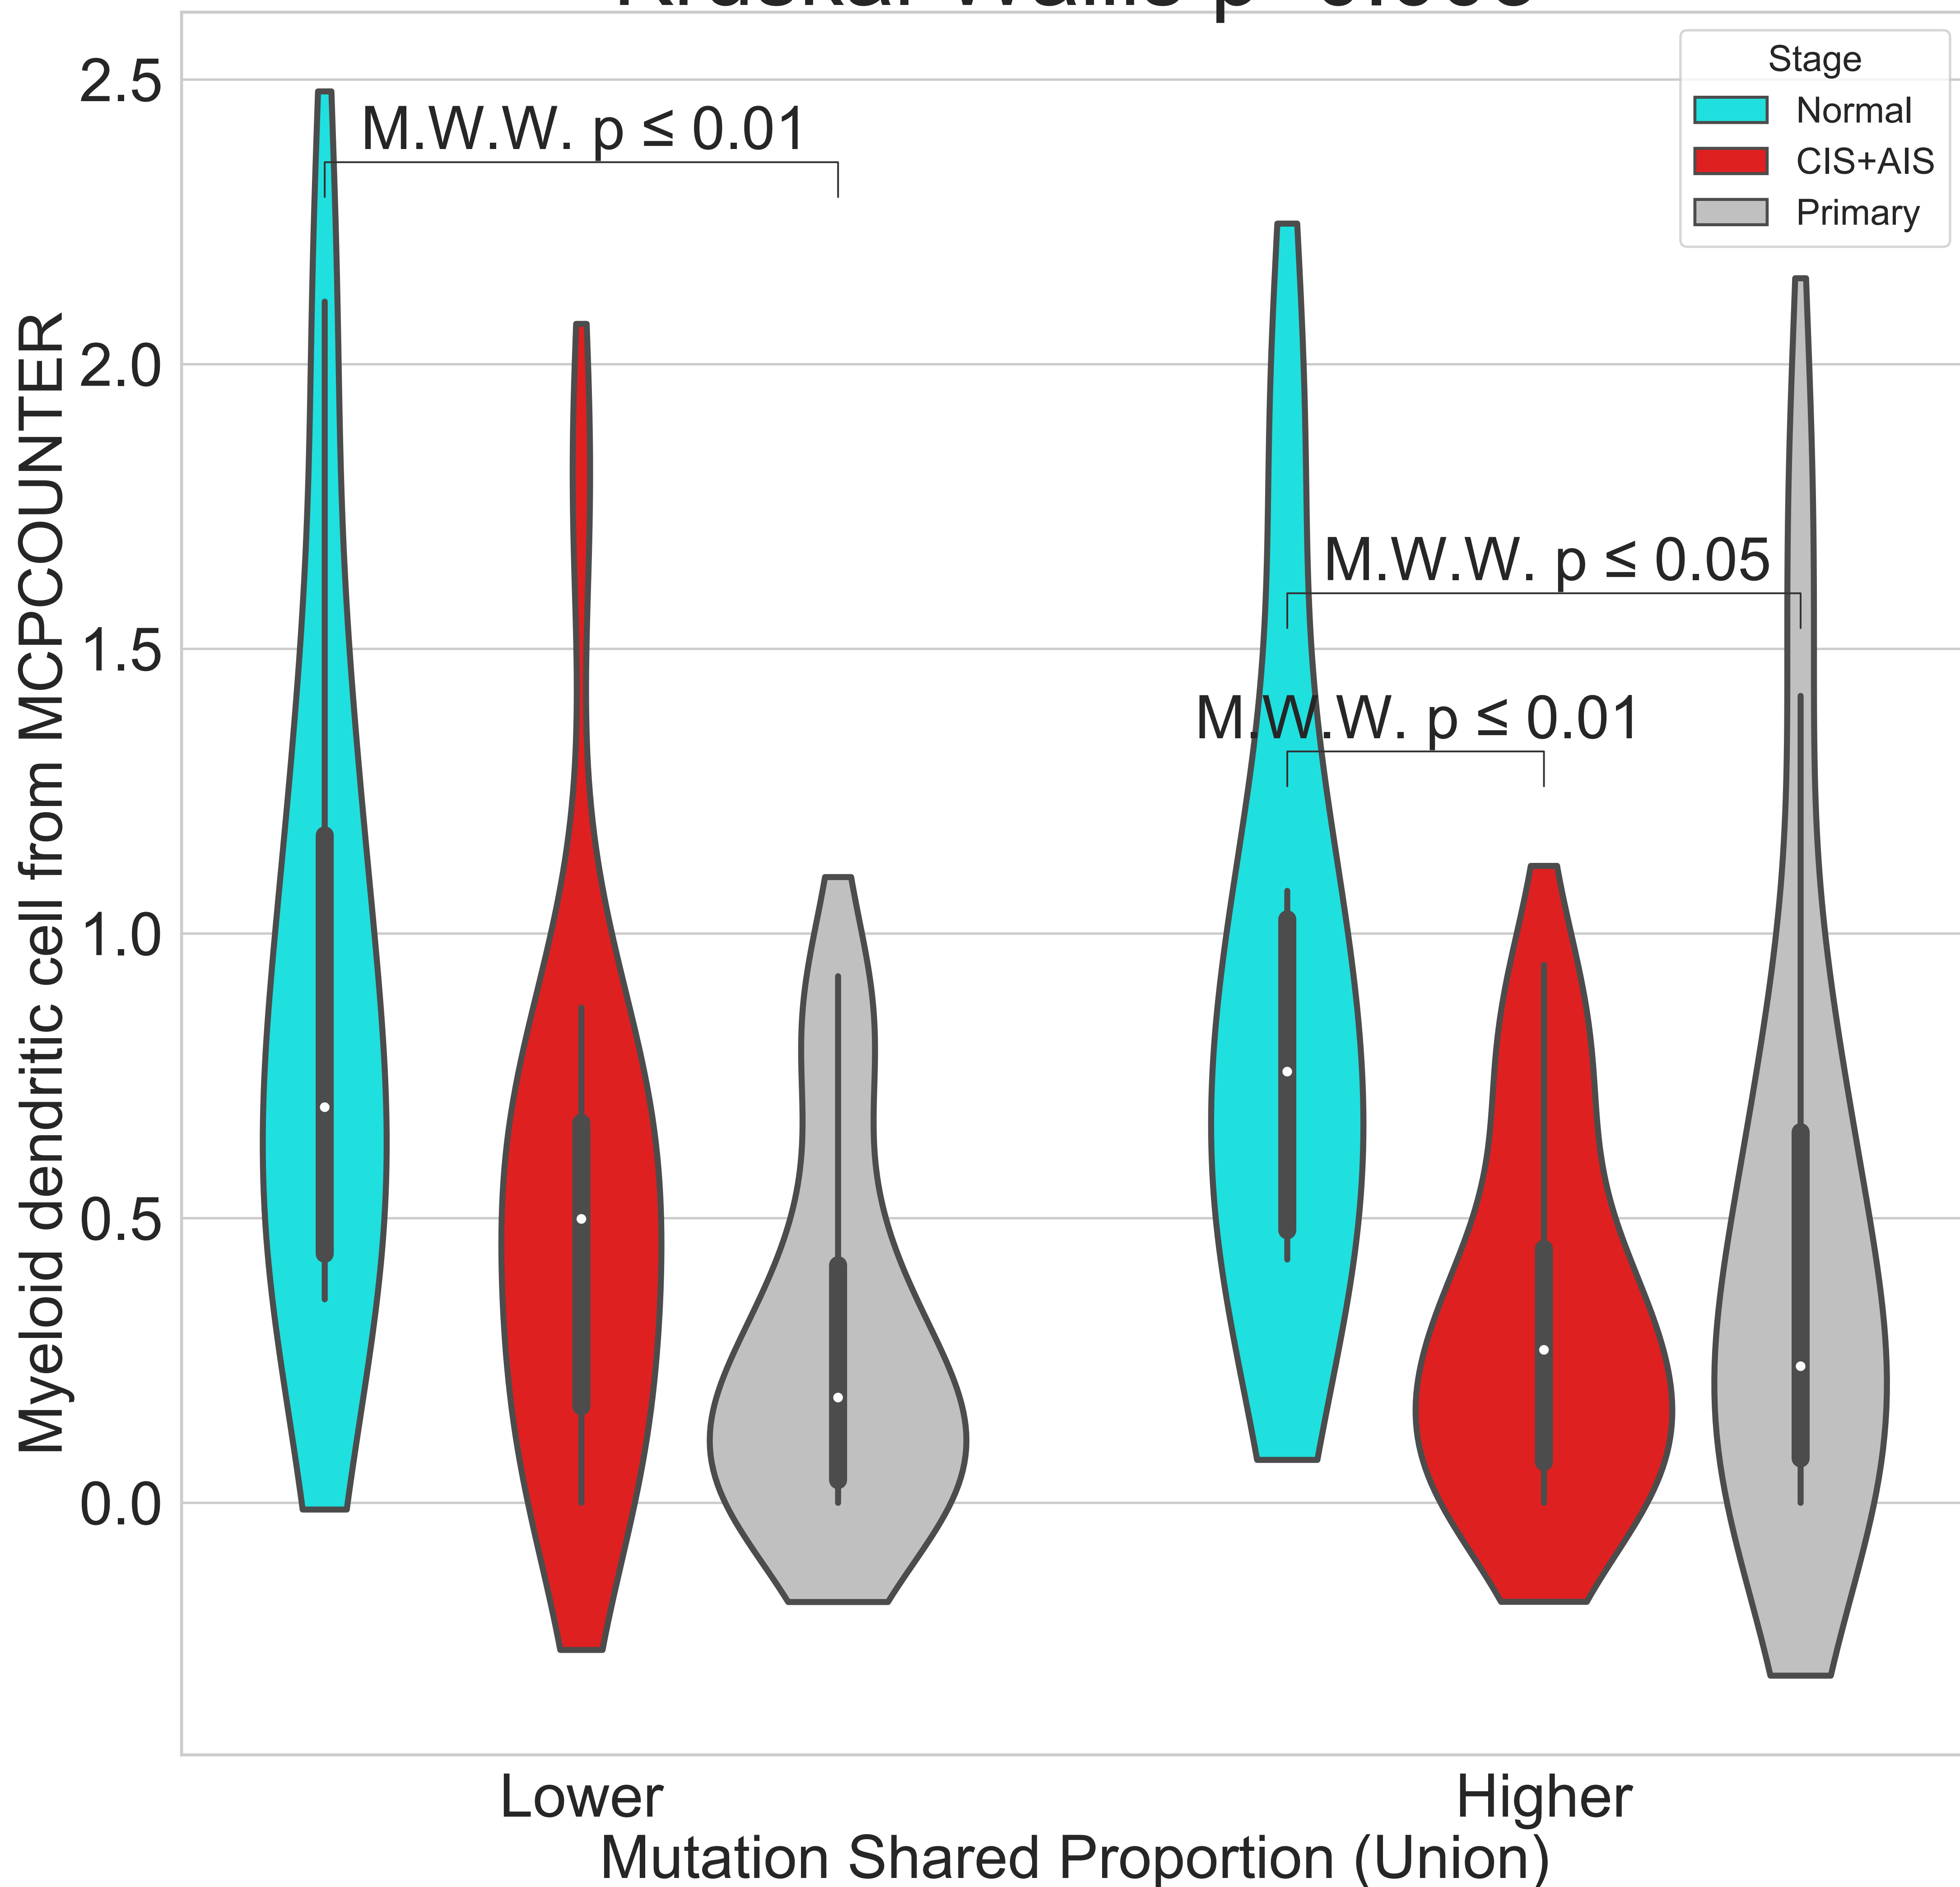 2.5
2.0
1.5
1.0
0.5
0.0
Myeloid dendritic cell from MCPCOUNTER
M.W.W. p ≤ 0.01
M.W.W. p ≤ 0.05
M.W.W. p ≤ 0.01
Stage
Normal
CIS+AIS
Primary
Lower
Higher
Mutation Shared Proportion (Union)